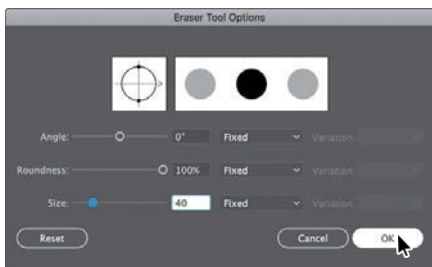 Eraser Tool Options
Angle: 0° Fixed Variation:
Roundness: 100% Fixed Variation:
Size: 40 Fixed Variation:
Reset Cancel OK